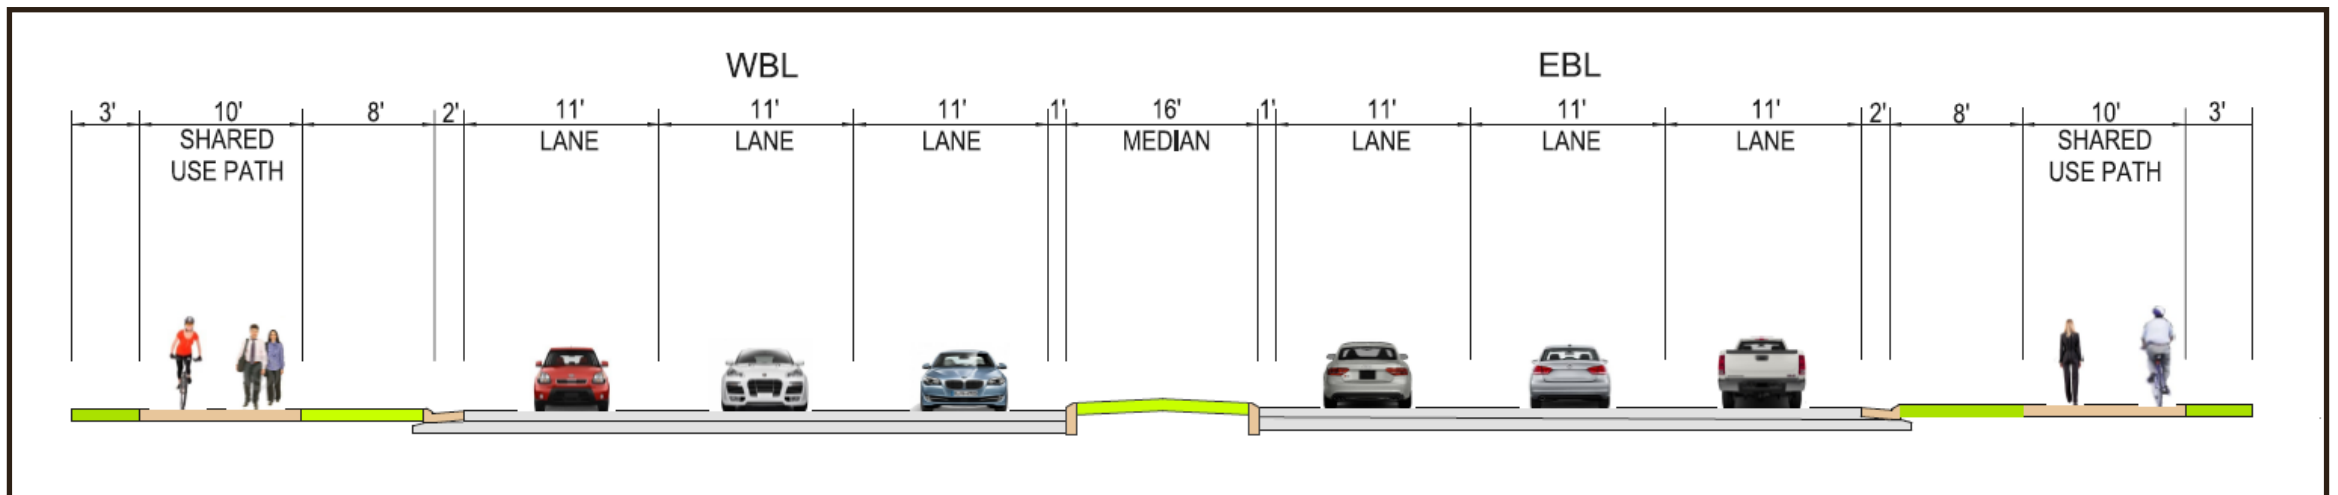 WBL EBL
3' 10' 8' 2' 11' 11' 11' 1' 16' 1' 11' 11' 11' 2' 8' 10' 3'
SHARED LANE LANE LANE MEDIAN LANE LANE LANE SHARED
USE PATH USE PATH